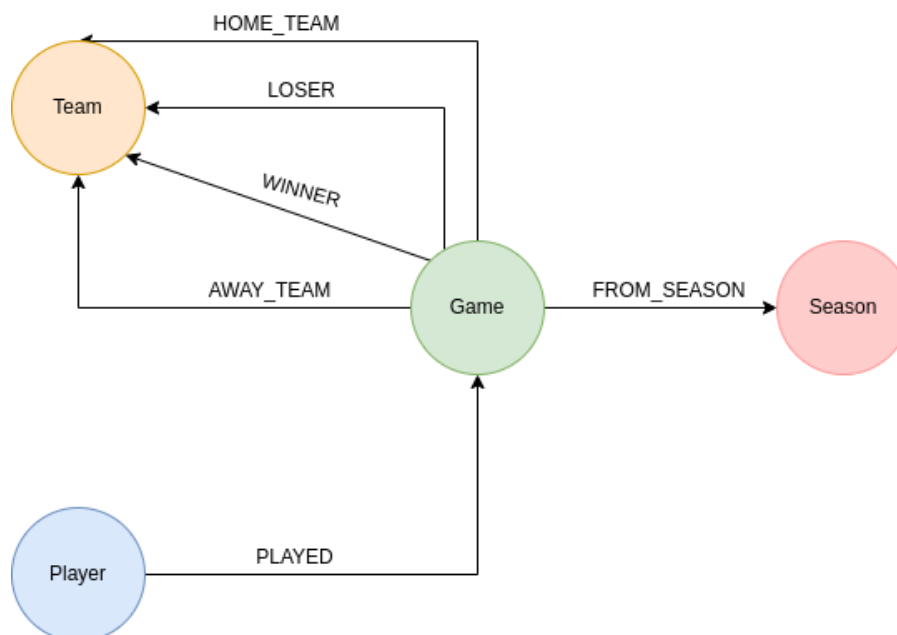 HOME_TEAM
LOSER
Team
WINNER
AWAY_TEAM
Game
FROM_SEASON
Season
PLAYED
Player